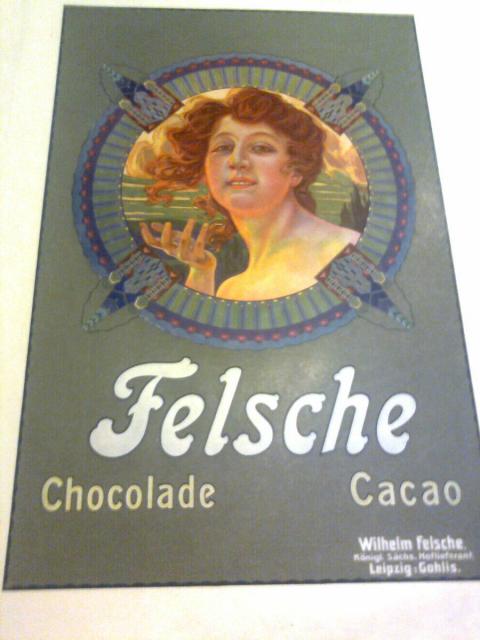 Felsche
Chocolade Cacao
Wilhelm Felsche.
Königl. Sächs. Hoflieferant.
Leipzig-Gohlis.